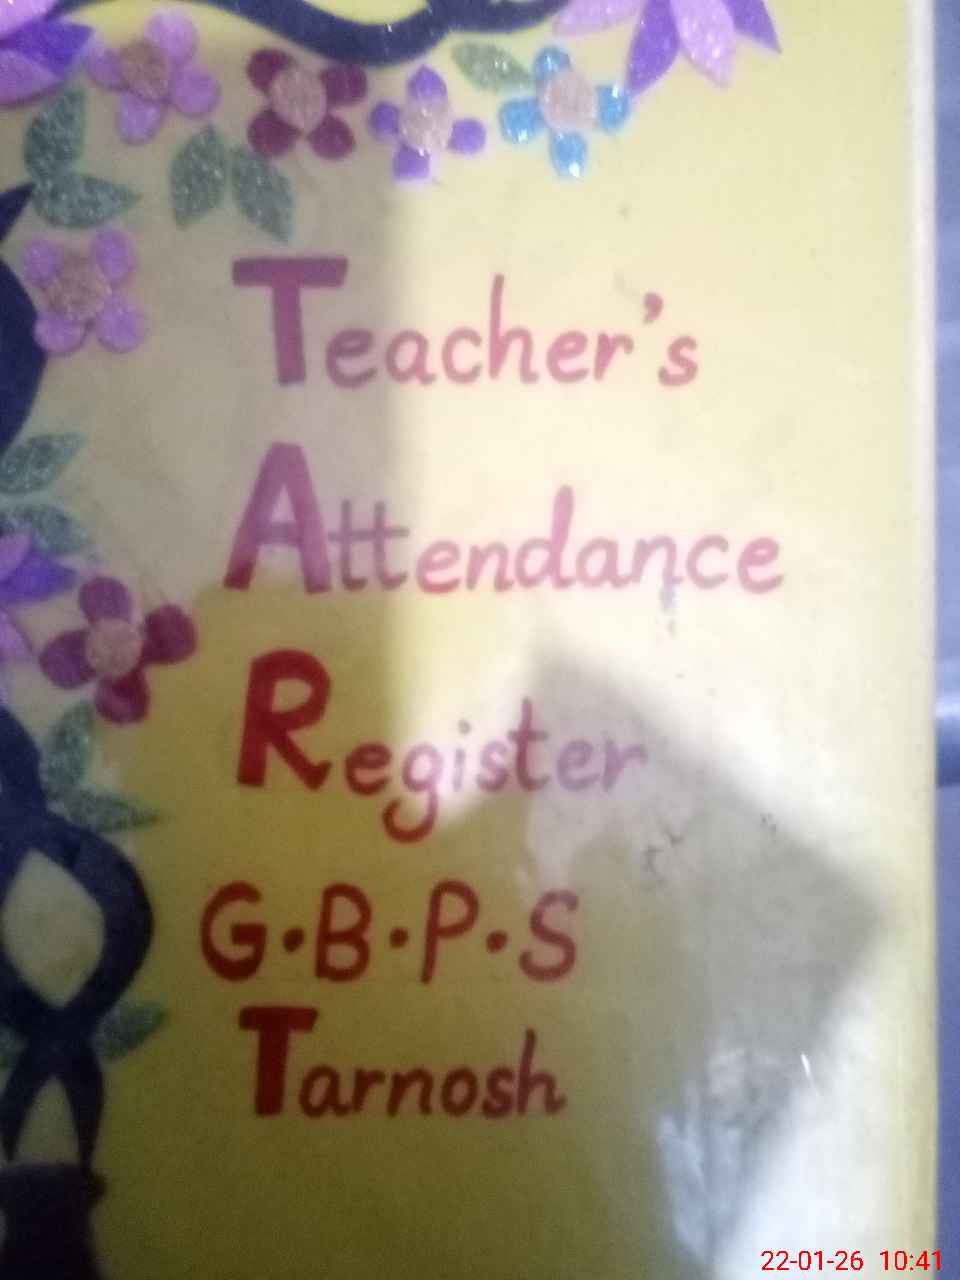 Teacher's
Attendance
Register
G.B.P.S
Tarnosh
22-01-26 10:41